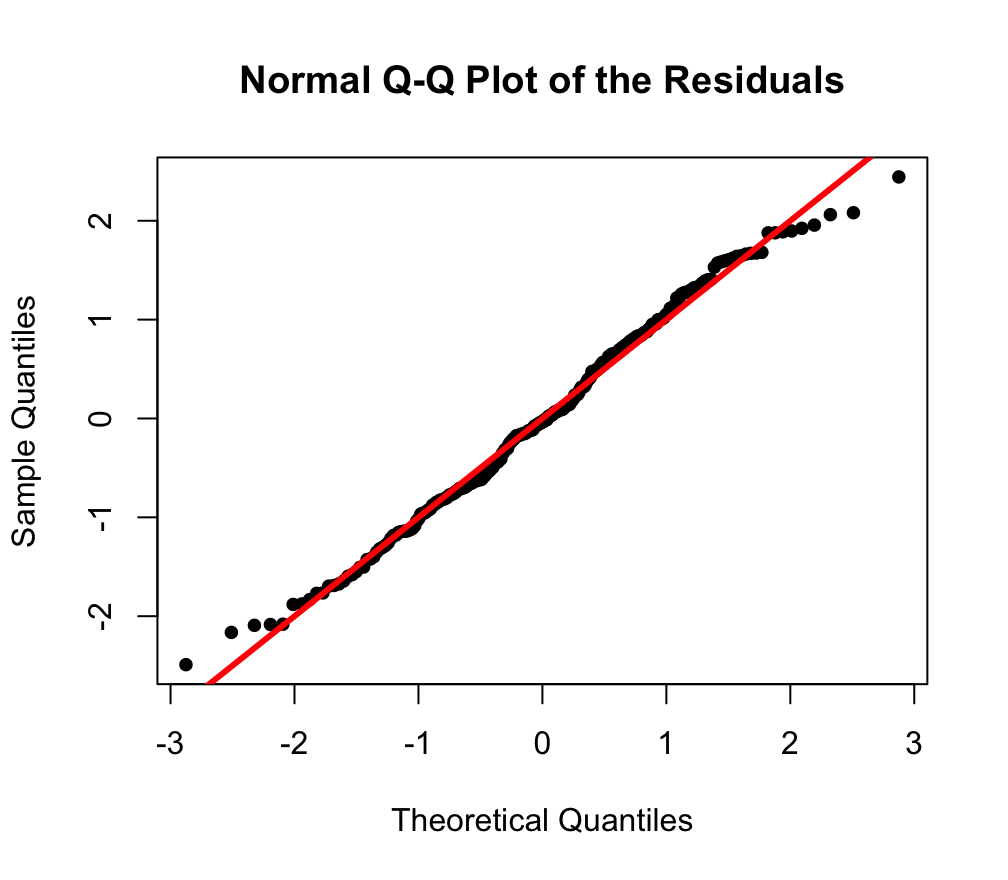 Normal Q-Q Plot of the Residuals
Sample Quantiles
2
1
0
-1
-2
-3 -2 -1 0 1 2 3
Theoretical Quantiles